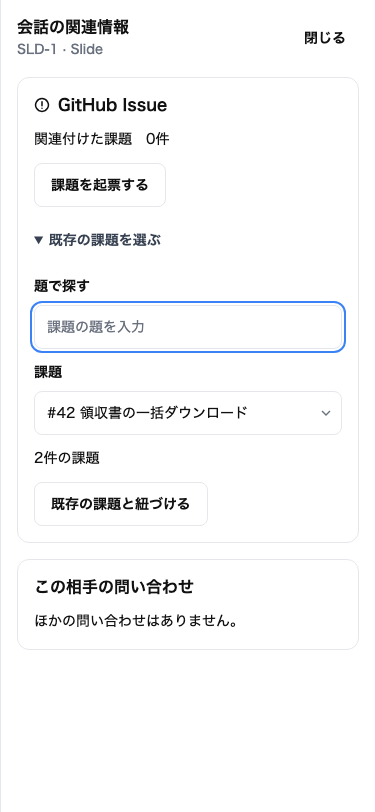 会話の関連情報
SLD-1 · Slide
閉じる
GitHub Issue
関連付けた課題 0件
課題を起票する
▼ 既存の課題を選ぶ
題で探す
課題の題を入力
課題
#42 領収書の一括ダウンロード
2件の課題
既存の課題と紐づける
この相手の問い合わせ
ほかの問い合わせはありません。